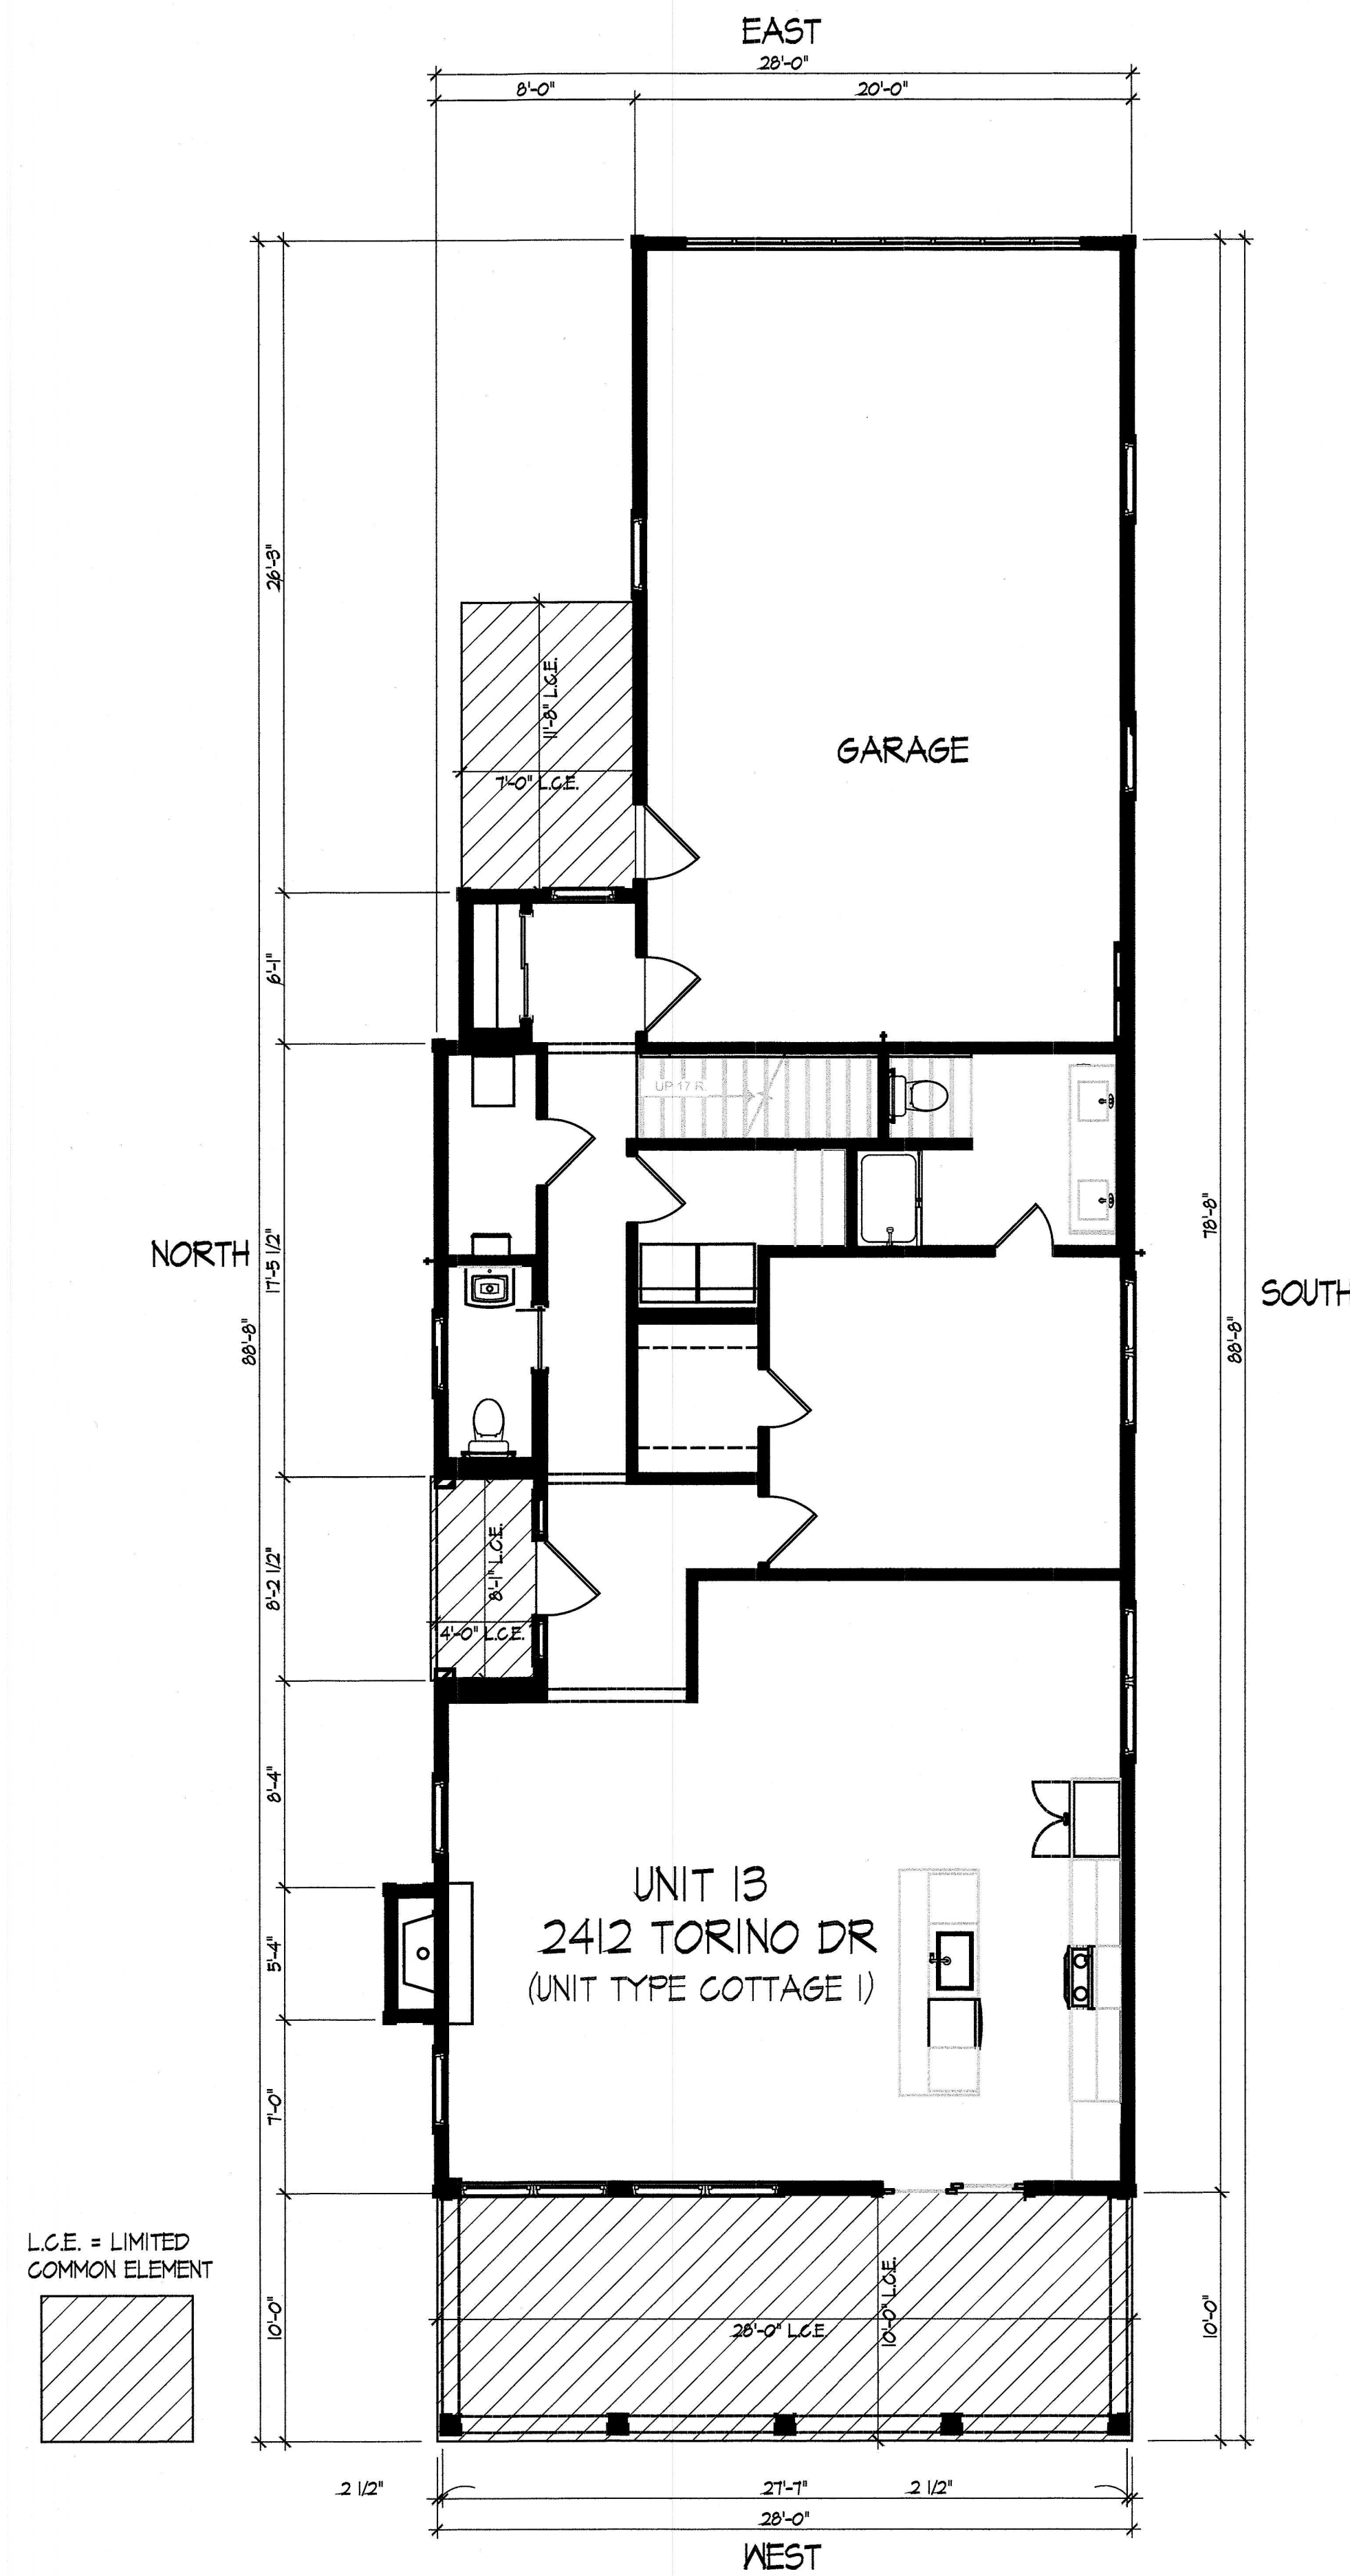 EAST
28'-0"
8'-0"
20'-0"
26'-3"
11'-8" L.C.E.
7'-0" L.C.E.
GARAGE
6'-1"
UP 17 R.
NORTH
17'-5 1/2"
88'-8"
78'-8"
88'-8"
SOUTH
8'-2 1/2"
8'-1" L.C.E.
4'-0" L.C.E.
8'-4"
UNIT 13
2412 TORINO DR
(UNIT TYPE COTTAGE 1)
5'-4"
7'-0"
L.C.E. = LIMITED
COMMON ELEMENT
10'-0"
28'-0" L.C.E.
10'-0" L.C.E.
10'-0"
2 1/2"
27'-7"
2 1/2"
28'-0"
WEST